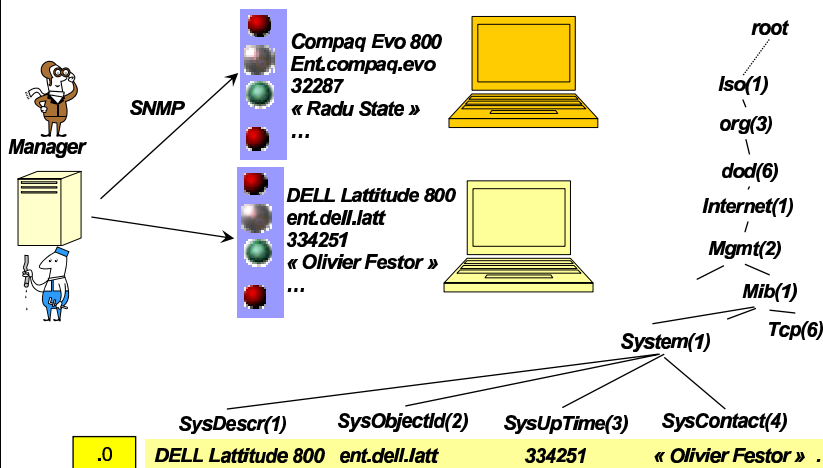 Manager
SNMP
Compaq Evo 800
Ent.compaq.evo
32287
« Radu State »
...
DELL Lattitude 800
ent.dell.latt
334251
« Olivier Festor »
...
root
Iso(1)
org(3)
dod(6)
Internet(1)
Mgmt(2)
Mib(1)
System(1)
Tcp(6)
SysDescr(1) SysObjectId(2) SysUpTime(3) SysContact(4)
.0 DELL Lattitude 800 ent.dell.latt 334251 « Olivier Festor » .